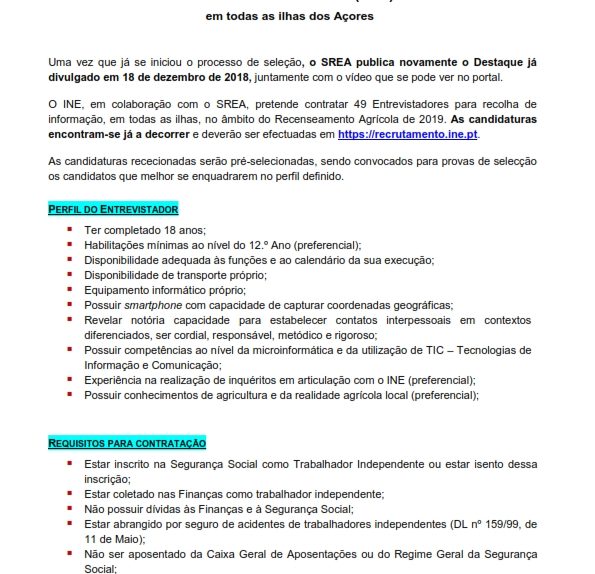 em todas as ilhas dos Açores
Uma vez que já se iniciou o processo de seleção, o SREA publica novamente o Destaque já
divulgado em 18 de dezembro de 2018, juntamente com o vídeo que se pode ver no portal.
O INE, em colaboração com o SREA, pretende contratar 49 Entrevistadores para recolha de
informação, em todas as ilhas, no âmbito do Recenseamento Agrícola de 2019. As candidaturas
encontram-se já a decorrer e deverão ser efectuadas em https://recrutamento.ine.pt.
As candidaturas rececionadas serão pré-selecionadas, sendo convocados para provas de selecção
os candidatos que melhor se enquadrarem no perfil definido.
PERFIL DO ENTREVISTADOR
▪ Ter completado 18 anos;
▪ Habilitações mínimas ao nível do 12.º Ano (preferencial);
▪ Disponibilidade adequada às funções e ao calendário da sua execução;
▪ Disponibilidade de transporte próprio;
▪ Equipamento informático próprio;
▪ Possuir smartphone com capacidade de capturar coordenadas geográficas;
▪ Revelar notória capacidade para estabelecer contatos interpessoais em contextos
diferenciados, ser cordial, responsável, metódico e rigoroso;
▪ Possuir competências ao nível da microinformática e da utilização de TIC – Tecnologias de
Informação e Comunicação;
▪ Experiência na realização de inquéritos em articulação com o INE (preferencial);
▪ Possuir conhecimentos de agricultura e da realidade agrícola local (preferencial);
REQUISITOS PARA CONTRATAÇÃO
▪ Estar inscrito na Segurança Social como Trabalhador Independente ou estar isento dessa
inscrição;
▪ Estar coletado nas Finanças como trabalhador independente;
▪ Não possuir dívidas às Finanças e à Segurança Social;
▪ Estar abrangido por seguro de acidentes de trabalhadores independentes (DL nº 159/99, de
11 de Maio);
▪ Não ser aposentado da Caixa Geral de Aposentações ou do Regime Geral da Segurança
Social;